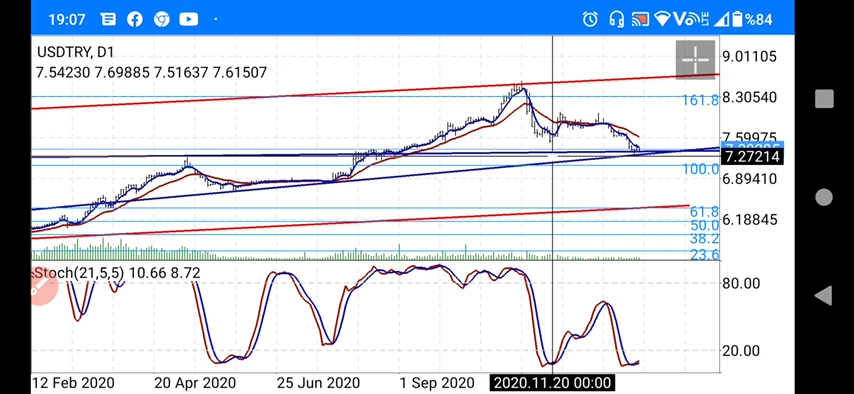 19:07
LTE
%84
USDTRY, D1
7.54230 7.69885 7.51637 7.61507
9.01105
161.8
8.30540
7.59975
7.27214
100.0
6.89410
61.8
6.18845
50.0
38.2
23.6
Stoch(21,5,5) 10.66 8.72
80.00
20.00
12 Feb 2020
20 Apr 2020
25 Jun 2020
1 Sep 2020
2020.11.20 00:00